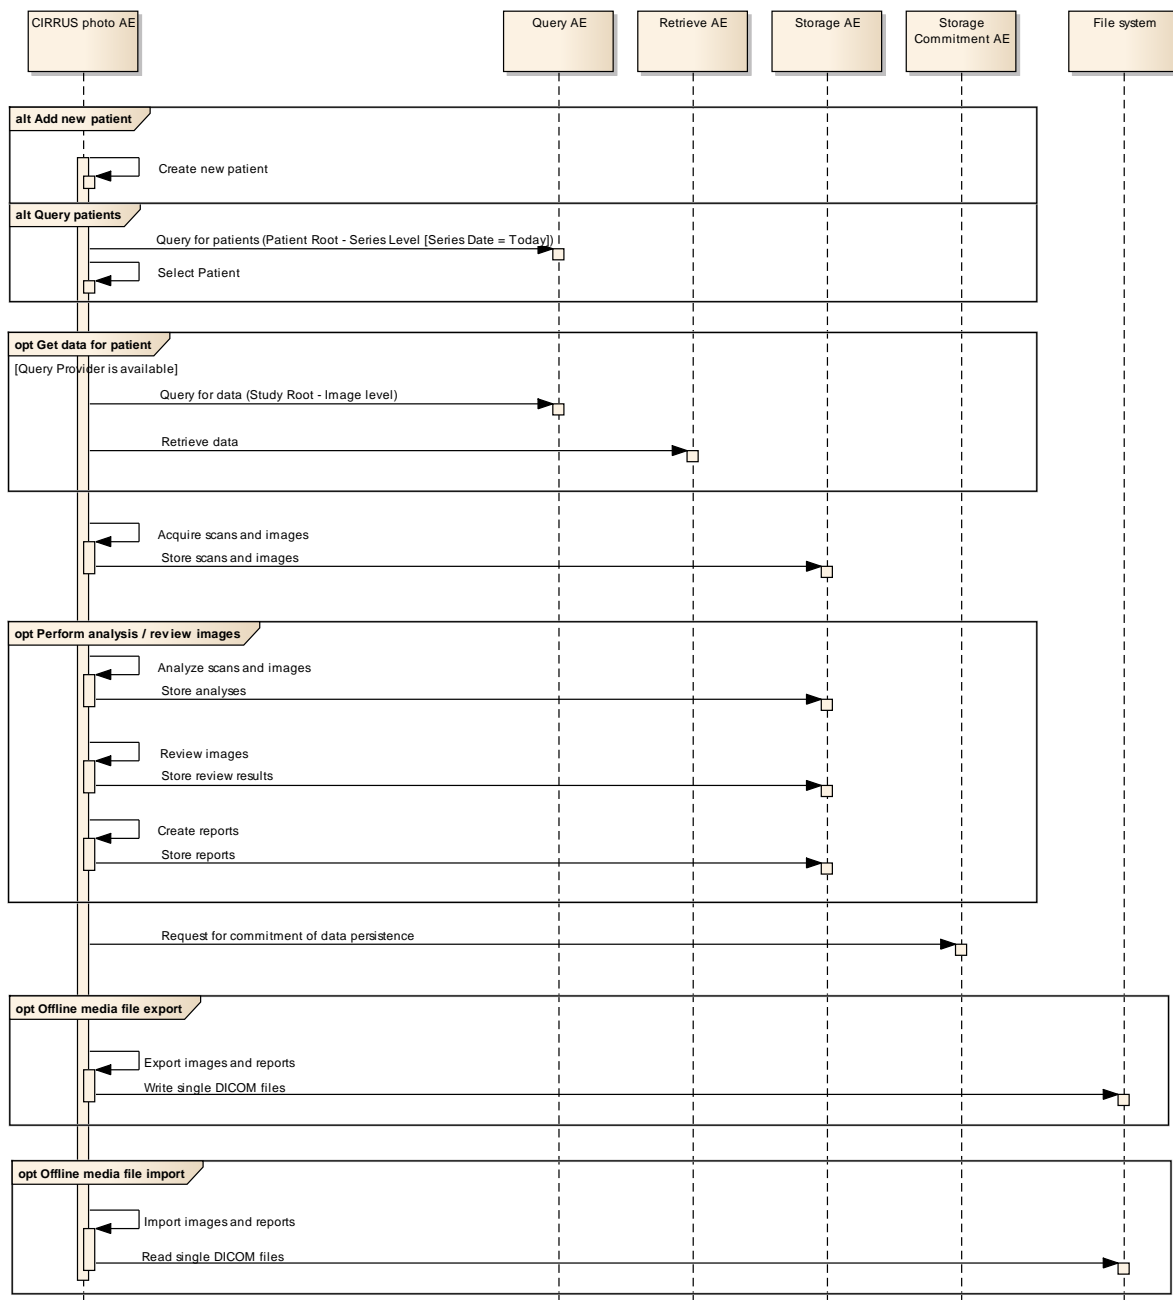 CIRRUS photo AE
Query AE
Retrieve AE
Storage AE
Storage
Commitment AE
File system
alt Add new patient
Create new patient
alt Query patients
Query for patients (Patient Root - Series Level [Series Date = Today])
Select Patient
opt Get data for patient
[Query Provider is available]
Query for data (Study Root - Image level)
Retrieve data
Acquire scans and images
Store scans and images
opt Perform analysis / review images
Analyze scans and images
Store analyses
Review images
Store review results
Create reports
Store reports
Request for commitment of data persistence
opt Offline media file export
Export images and reports
Write single DICOM files
opt Offline media file import
Import images and reports
Read single DICOM files